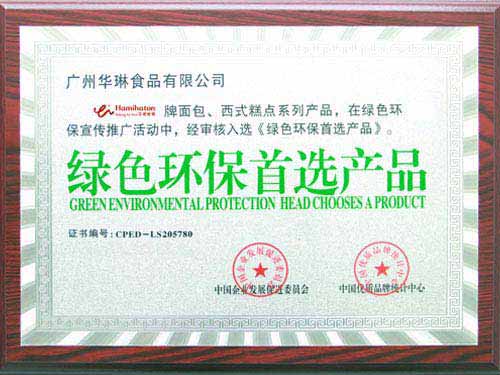 广州华琳食品有限公司
Hamihaton 牌面包、西式糕点系列产品，在绿色环
保宣传推广活动中，经审核入选《绿色环保首选产品》。
绿色环保首选产品
GREEN ENVIRONMENTAL PROTECTION HEAD CHOOSES A PRODUCT
证书编号：CPED-LS205780
中国企业发展促进委员会
中国优质品牌统计中心